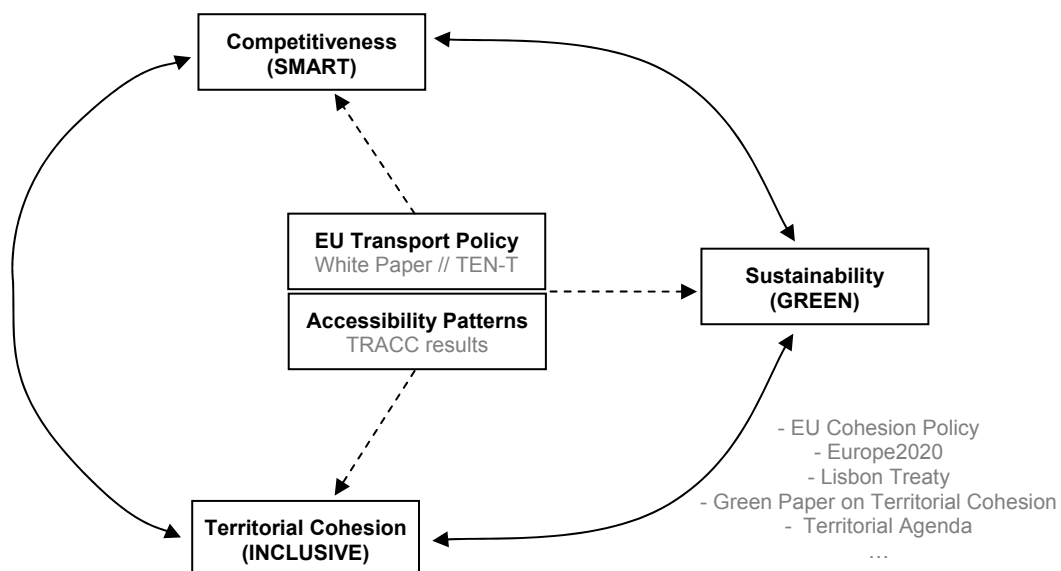 Competitiveness
(SMART)
EU Transport Policy
White Paper // TEN-T
Accessibility Patterns
TRACC results
Sustainability
(GREEN)
- EU Cohesion Policy
- Europe2020
- Lisbon Treaty
- Green Paper on Territorial Cohesion
- Territorial Agenda
...
Territorial Cohesion
(INCLUSIVE)